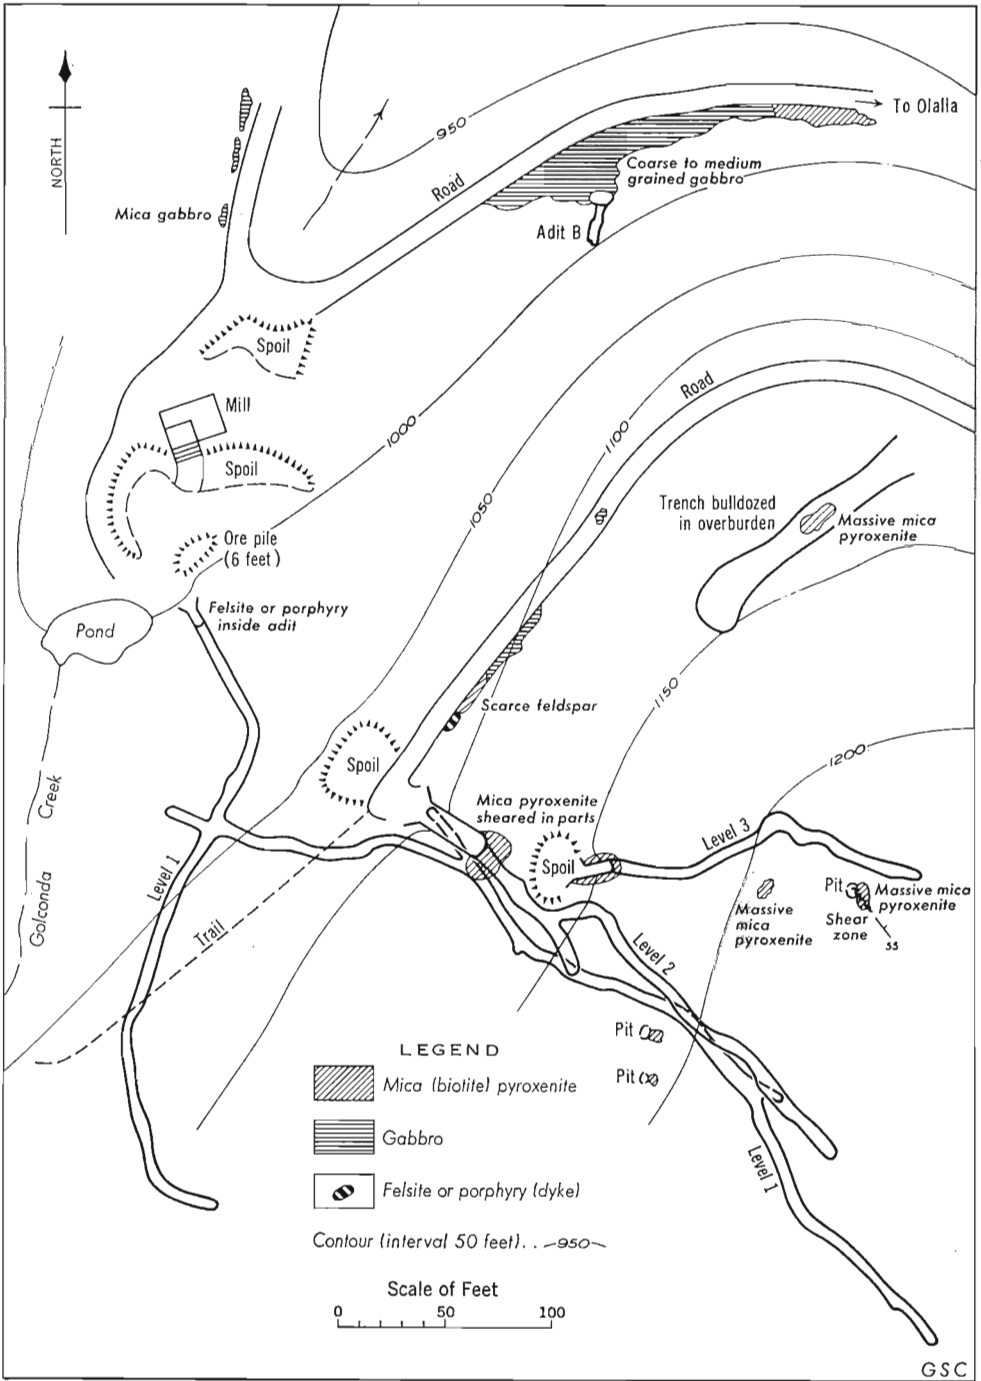 NORTH
950
To Olalla
Road
Coarse to medium
grained gabbro
Mica gabbro
Adit B
Spoil
Mill
Road
1000
1100
Spoil
1050
Trench bulldozed
in overburden
Massive mica
pyroxenite
Ore pile
(6 feet)
Felsite or porphyry
inside adit
Pond
1150
Scarce feldspar
1200
Spoil
Golconda Creek
Mica pyroxenite
sheared in parts
Level 3
Spoil
Level 1
Pit
Massive mica
pyroxenite
Massive
mica
pyroxenite
Shear
zone
55
Trail
Level 2
Pit
Pit
LEGEND
Mica (biotite) pyroxenite
Gabbro
Felsite or porphyry (dyke)
Contour (interval 50 feet). . 950
Level 1
Scale of Feet
0 50 100
GSC